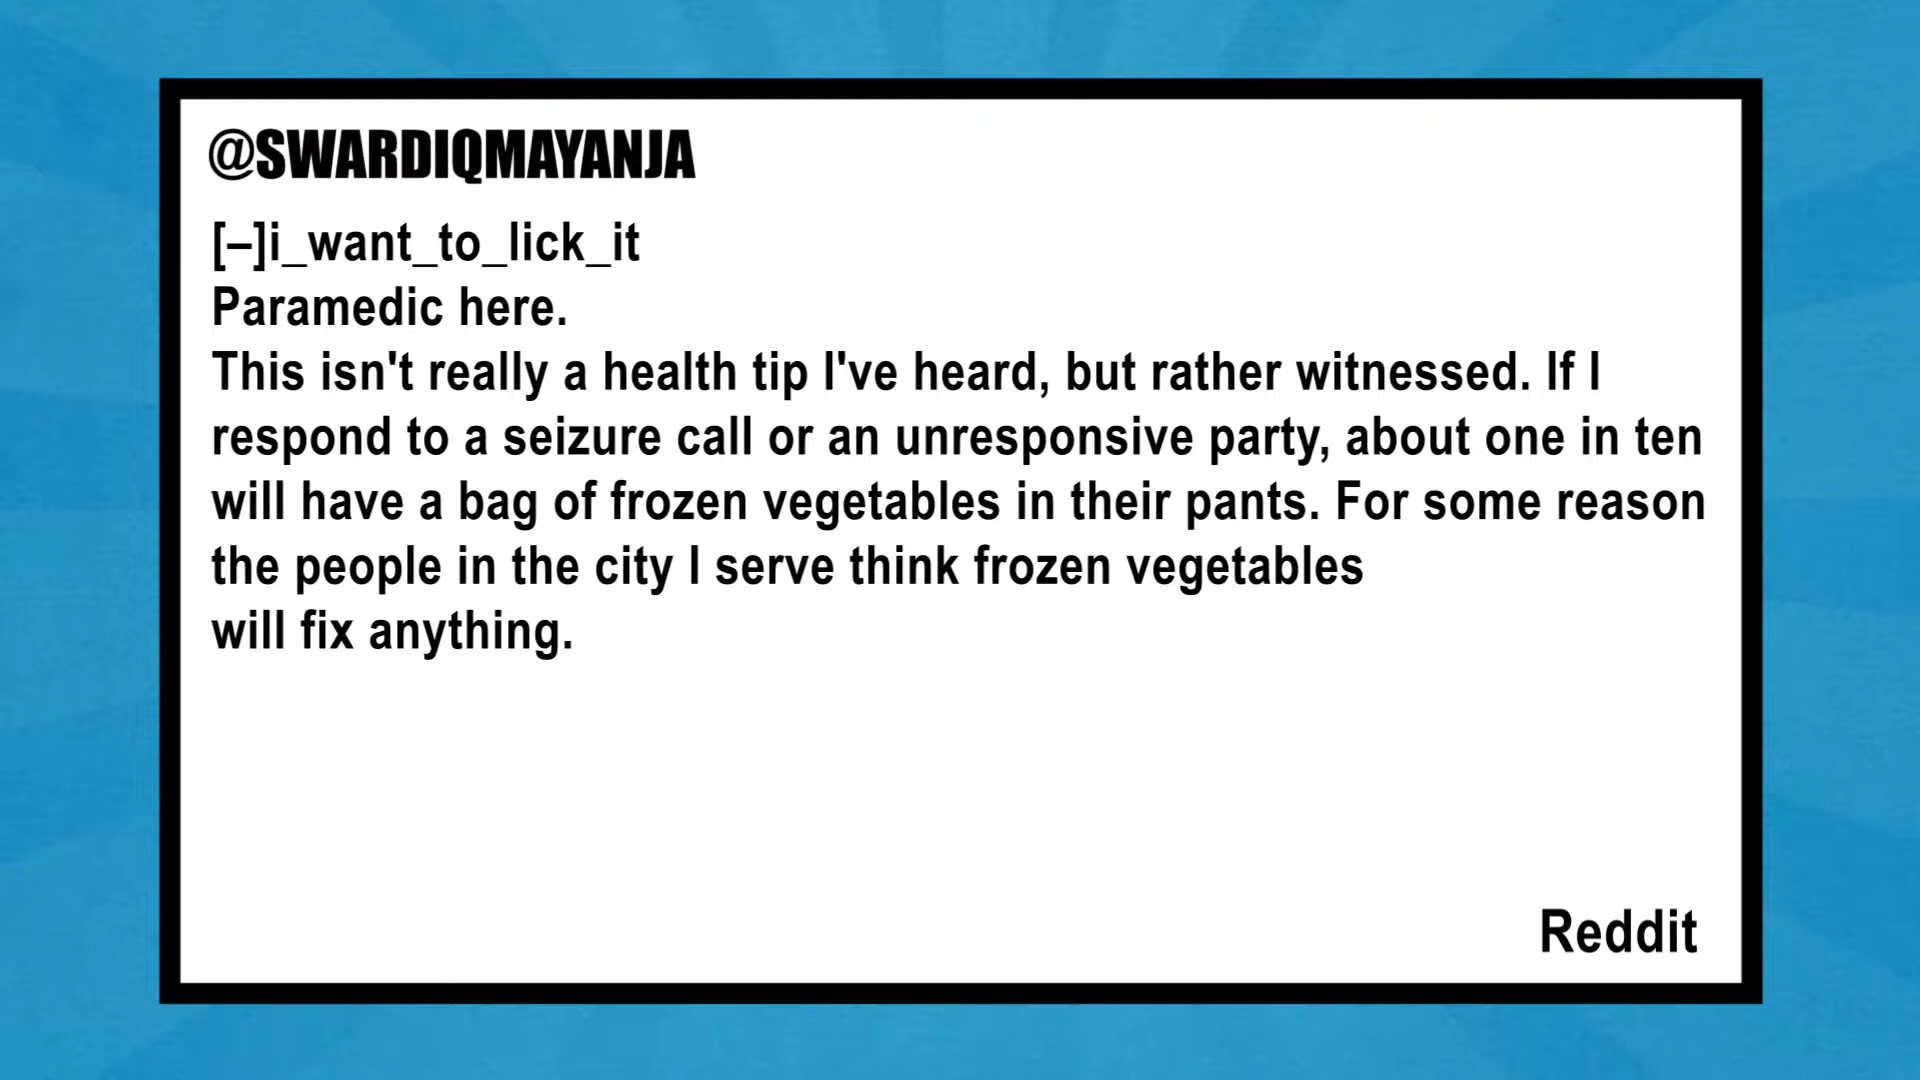 @SWARDIQMAYANJA
[–]i_want_to_lick_it
Paramedic here.
This isn't really a health tip I've heard, but rather witnessed. If I
respond to a seizure call or an unresponsive party, about one in ten
will have a bag of frozen vegetables in their pants. For some reason
the people in the city I serve think frozen vegetables
will fix anything.
Reddit